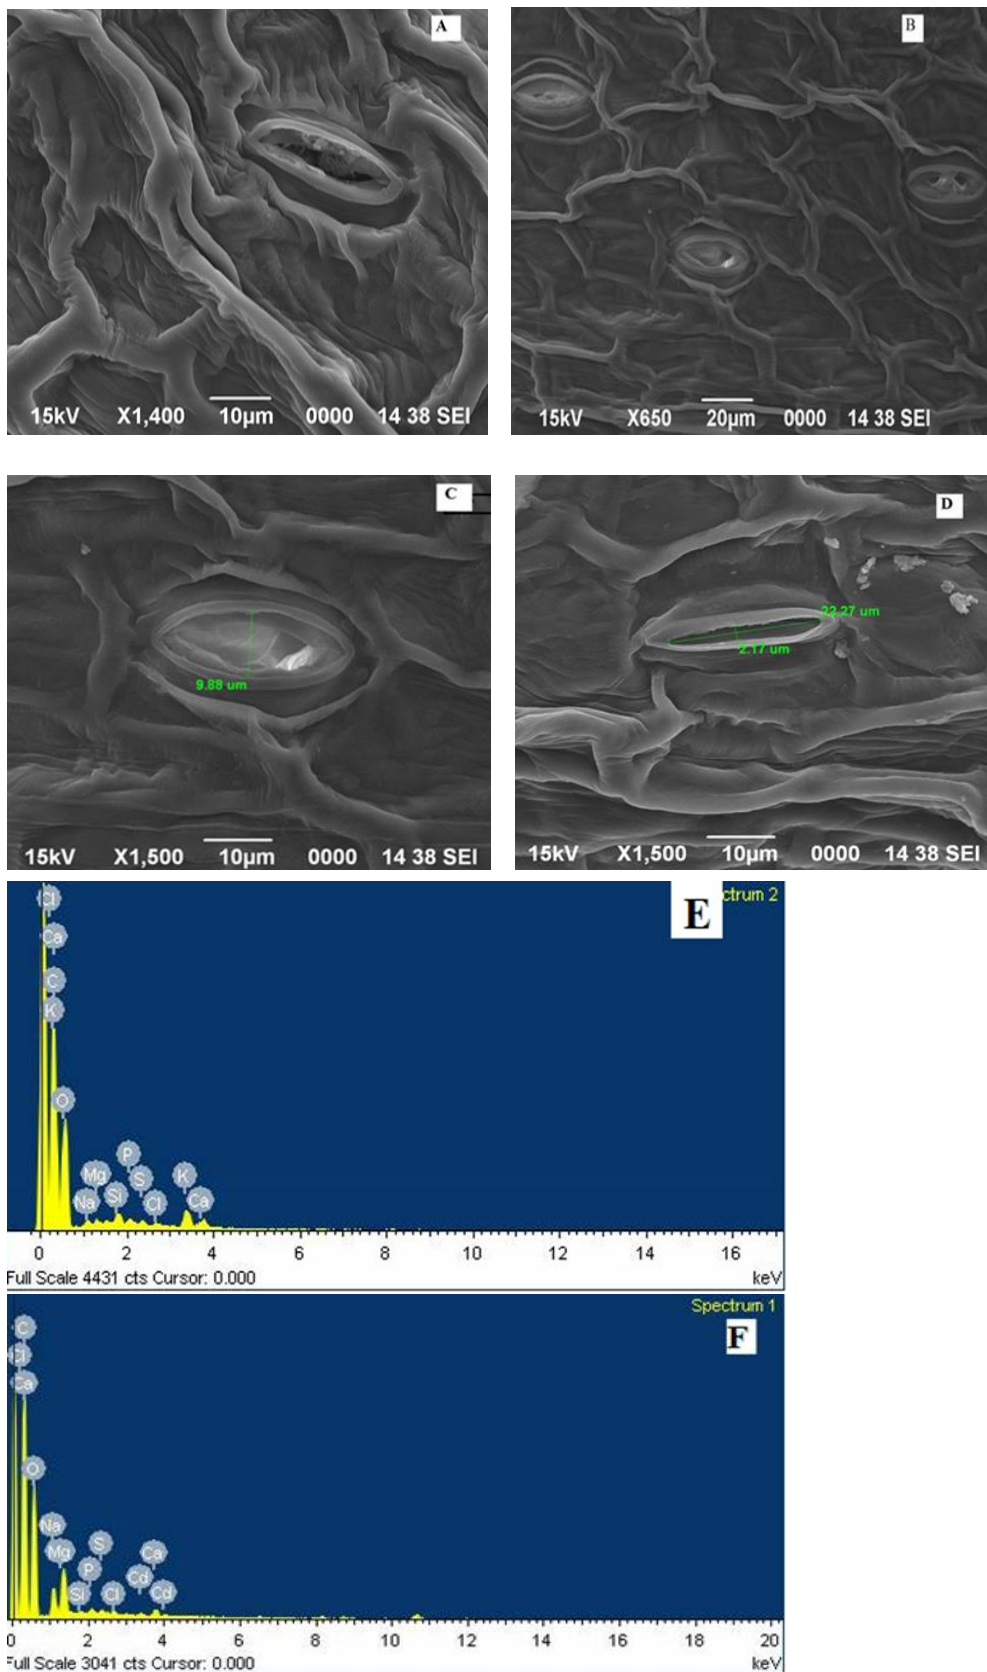 A
15kV X1,400 10µm 0000 14 38 SEI
B
15kV X650 20µm 0000 14 38 SEI
C
9.88 um
15kV X1,500 10µm 0000 14 38 SEI
D
22.27 um
2.17 um
15kV X1,500 10µm 0000 14 38 SEI
E
ctrum 2
Cl
Ca
C
K
O
P
Mg S K
Na Si Cl Ca
0 2 4 6 8 10 12 14 16
Full Scale 4431 cts Cursor: 0.000 keV
Spectrum 1
F
C
Cl
Ca
O
Na
S
Mg Ca
P Cd
Si Cl Cd
0 2 4 6 8 10 12 14 16 18 20
Full Scale 3041 cts Cursor: 0.000 keV